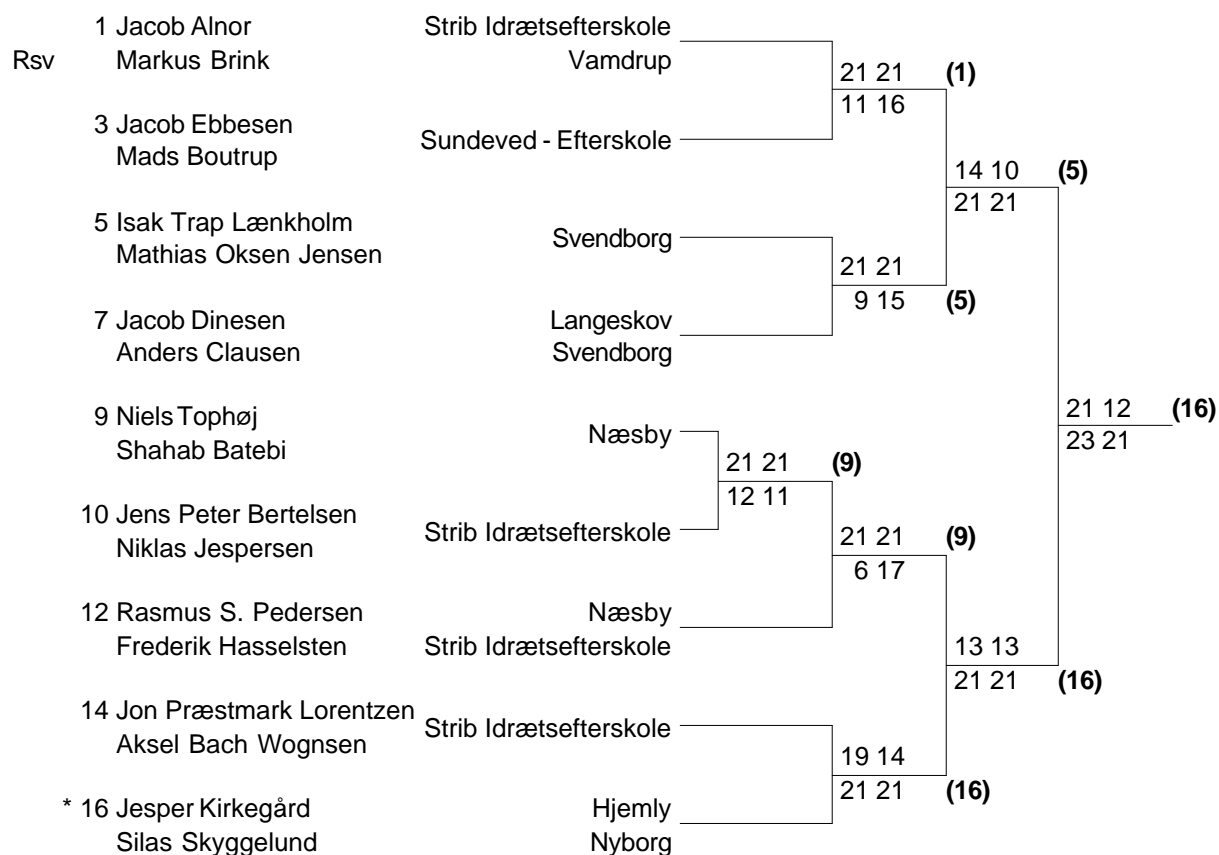 1 Jacob Alnor Strib Idrætsefterskole
Rsv Markus Brink Vamdrup
21 21 (1)
11 16
3 Jacob Ebbesen
Mads Boutrup
Sundeved - Efterskole
14 10 (5)
21 21
5 Isak Trap Lænkholm
Mathias Oksen Jensen
Svendborg
21 21
9 15 (5)
7 Jacob Dinesen Langeskov
Anders Clausen Svendborg
21 12 (16)
23 21
9 Niels Tophøj
Shahab Batebi
Næsby
21 21 (9)
12 11
10 Jens Peter Bertelsen
Niklas Jespersen
Strib Idrætsefterskole
21 21 (9)
6 17
12 Rasmus S. Pedersen Næsby
Frederik Hasselsten Strib Idrætsefterskole
13 13
21 21 (16)
14 Jon Præstmark Lorentzen
Aksel Bach Wognsen
Strib Idrætsefterskole
19 14
21 21 (16)
* 16 Jesper Kirkegård Hjemly
Silas Skyggelund Nyborg